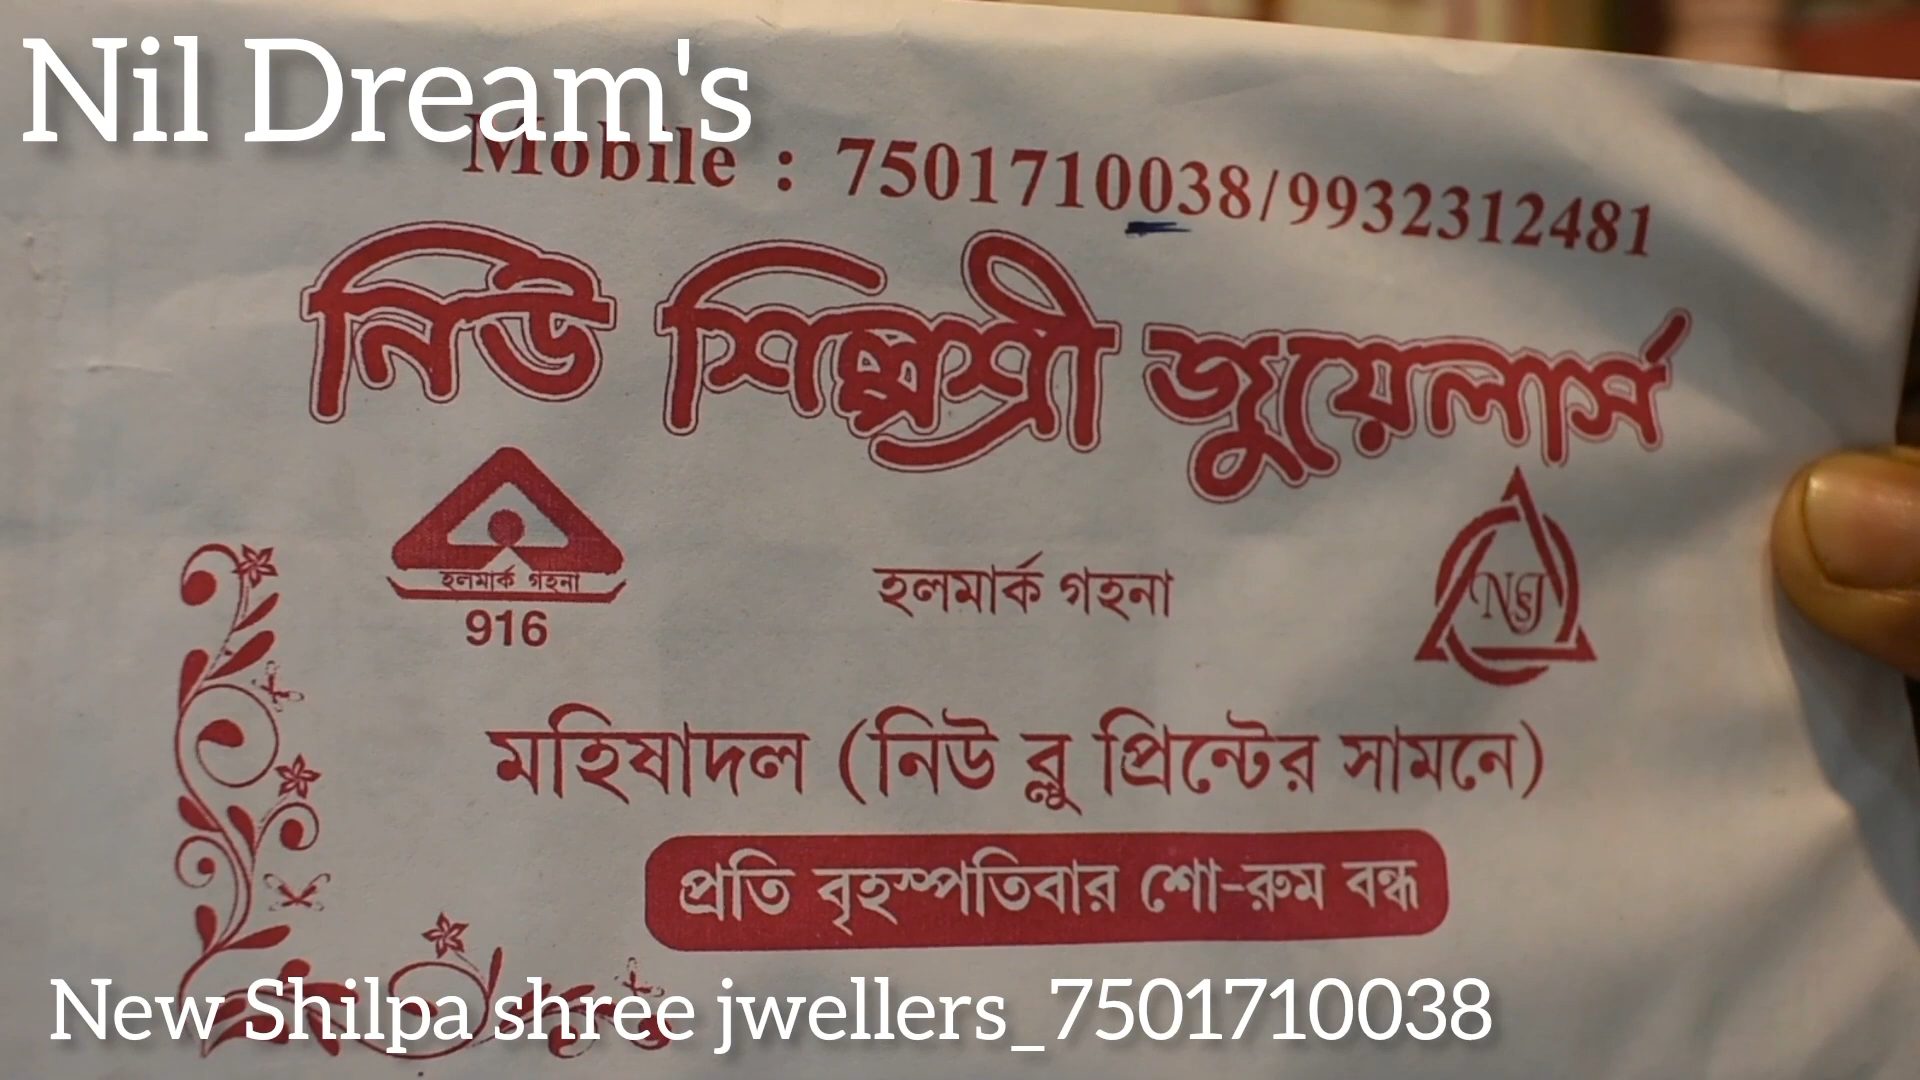 Nil Dream's
Mobile : 7501710038/9932312481
নিউ শিল্পশ্রী জুয়েলার্স
হলমার্ক গহনা
916
হলমার্ক গহনা
NSJ
মহিষাদল (নিউ ব্লু প্রিন্টের সামনে)
প্রতি বৃহস্পতিবার শো-রুম বন্ধ
New Shilpa shree jwellers_7501710038